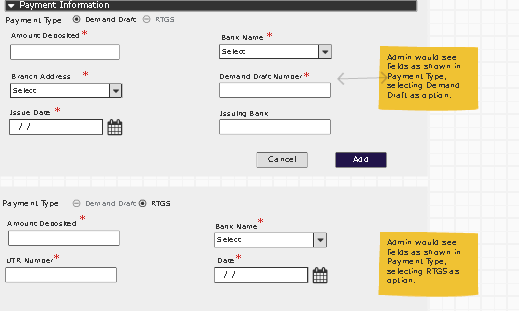 Payment Information
Payment Type Demand Draft RTGS
Amount Deposited * Bank Name *
Select
Branch Address * Demand Draft Number *
Select
Issue Date * Issuing Bank
/ /
Cancel Add
Admin would see
fields as shown in
Payment Type,
selecting Demand
Draft as option.
Payment Type Demand Draft RTGS
Amount Deposited * Bank Name *
Select
UTR Number * Date *
/ /
Admin would see
fields as shown in
Payment Type,
selecting RTGS as
option.